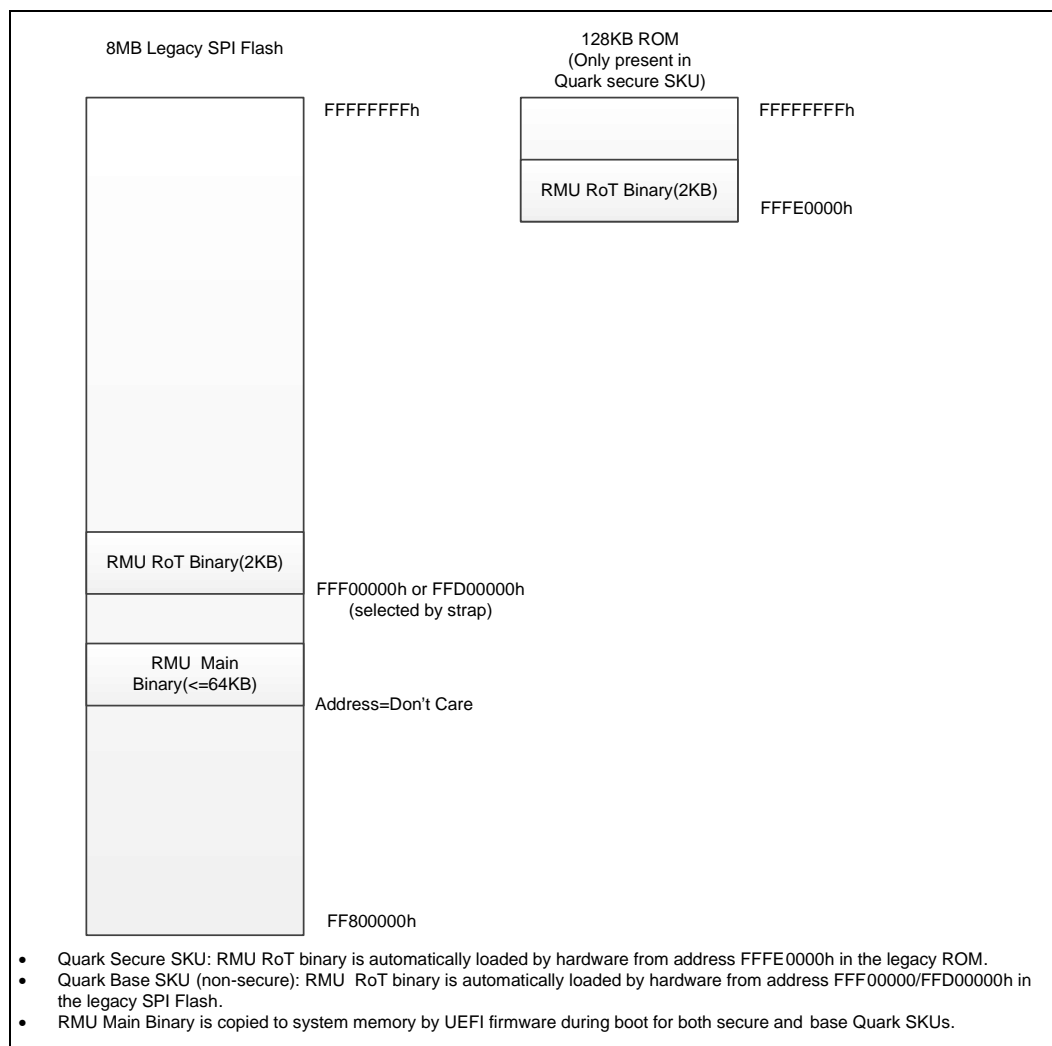 8MB Legacy SPI Flash
128KB ROM
(Only present in
Quark secure SKU)
FFFFFFFFh
FFFFFFFFh
RMU RoT Binary(2KB)
FFFE0000h
RMU RoT Binary(2KB)
FFF00000h or FFD00000h
(selected by strap)
RMU Main
Binary(<=64KB)
Address=Don't Care
FF800000h
• Quark Secure SKU: RMU RoT binary is automatically loaded by hardware from address FFFE0000h in the legacy ROM.
• Quark Base SKU (non-secure): RMU RoT binary is automatically loaded by hardware from address FFF00000/FFD00000h in
the legacy SPI Flash.
• RMU Main Binary is copied to system memory by UEFI firmware during boot for both secure and base Quark SKUs.